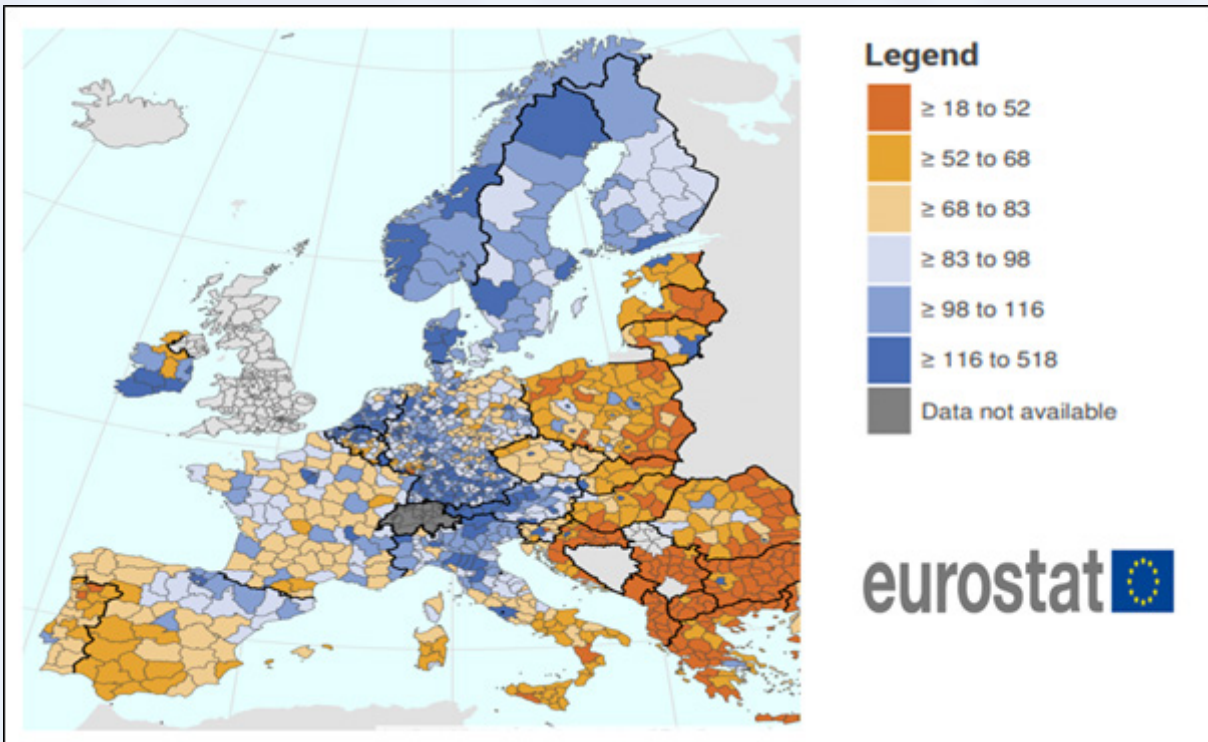 Legend
≥ 18 to 52
≥ 52 to 68
≥ 68 to 83
≥ 83 to 98
≥ 98 to 116
≥ 116 to 518
Data not available
eurostat